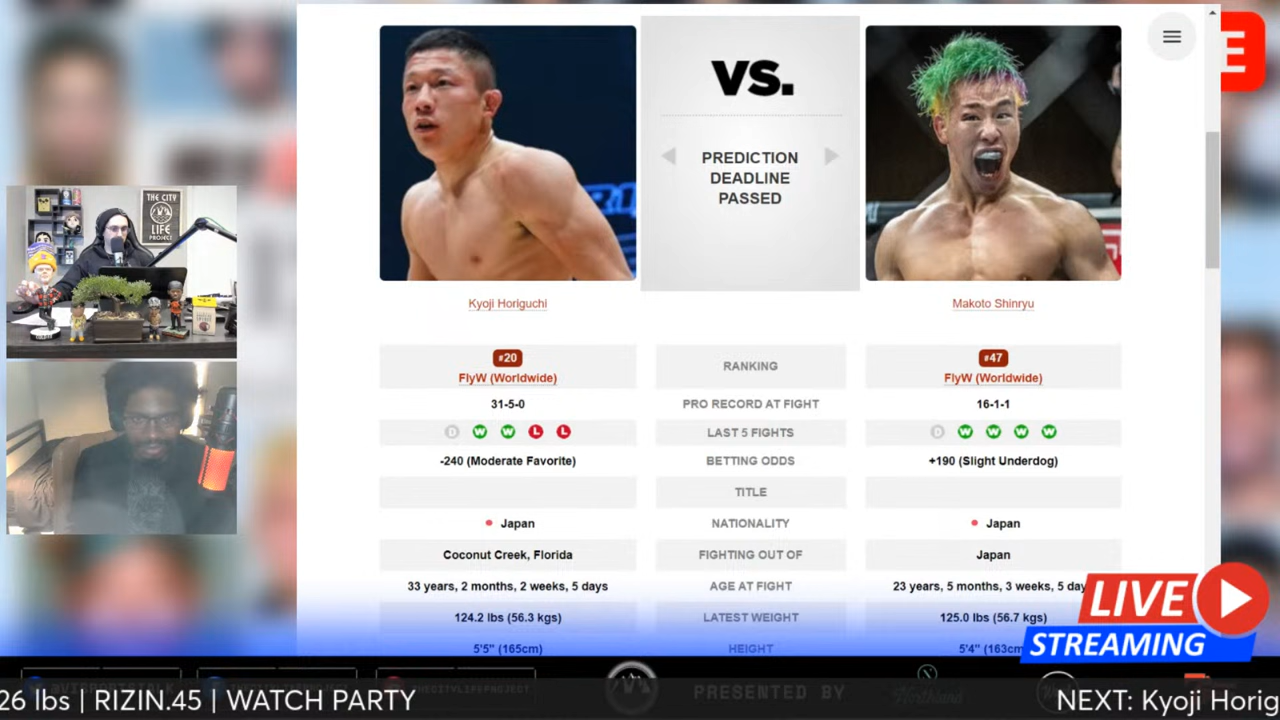 VS.
PREDICTION
DEADLINE
PASSED
THE CITY
LIFE
PROJECT
E
Kyoji Horiguchi
Makoto Shinryu
#20
FlyW (Worldwide)
RANKING
#47
FlyW (Worldwide)
31-5-0
PRO RECORD AT FIGHT
16-1-1
D W W L L
LAST 5 FIGHTS
D W W W W
-240 (Moderate Favorite)
BETTING ODDS
+190 (Slight Underdog)
TITLE
Japan
NATIONALITY
Japan
Coconut Creek, Florida
FIGHTING OUT OF
Japan
33 years, 2 months, 2 weeks, 5 days
AGE AT FIGHT
23 years, 5 months, 3 weeks, 5 day
124.2 lbs (56.3 kgs)
LATEST WEIGHT
125.0 lbs (56.7 kgs)
5'5" (165cm)
HEIGHT
5'4" (163cm
LIVE
STREAMING
PRESENTED BY
26 lbs | RIZIN.45 | WATCH PARTY
NEXT: Kyoji Horig